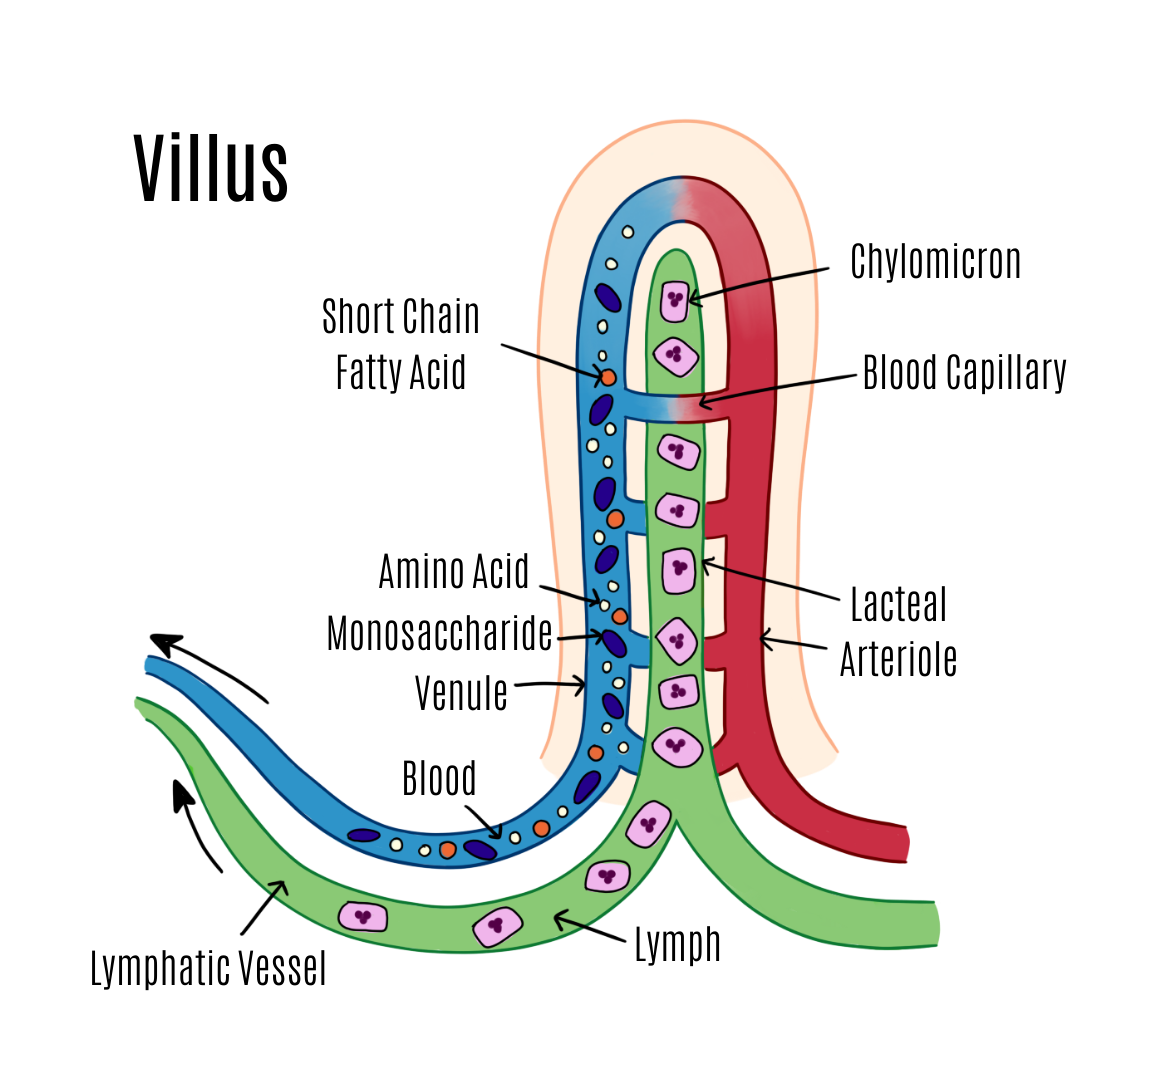 Villus
Chylomicron
Short Chain
Fatty Acid
Blood Capillary
Amino Acid
Monosaccharide
Venule
Lacteal
Arteriole
Blood
Lymph
Lymphatic Vessel